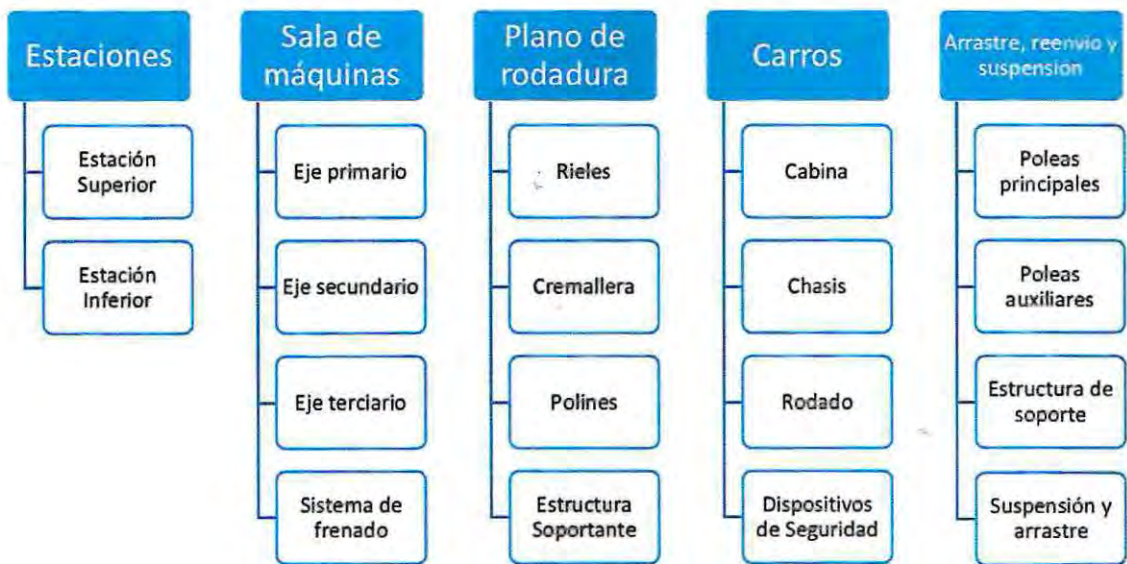 Estaciones
Estación
Superior
Estación
Inferior
Sala de
máquinas
Eje primario
Eje secundario
Eje terciario
Sistema de
frenado
Plano de
rodadura
Rieles
Cremallera
Polines
Estructura
Soportante
Carros
Cabina
Chasis
Rodado
Dispositivos
de Seguridad
Arrastre, reenvio y
suspensión
Poleas
principales
Poleas
auxiliares
Estructura de
soporte
Suspensión y
arrastre